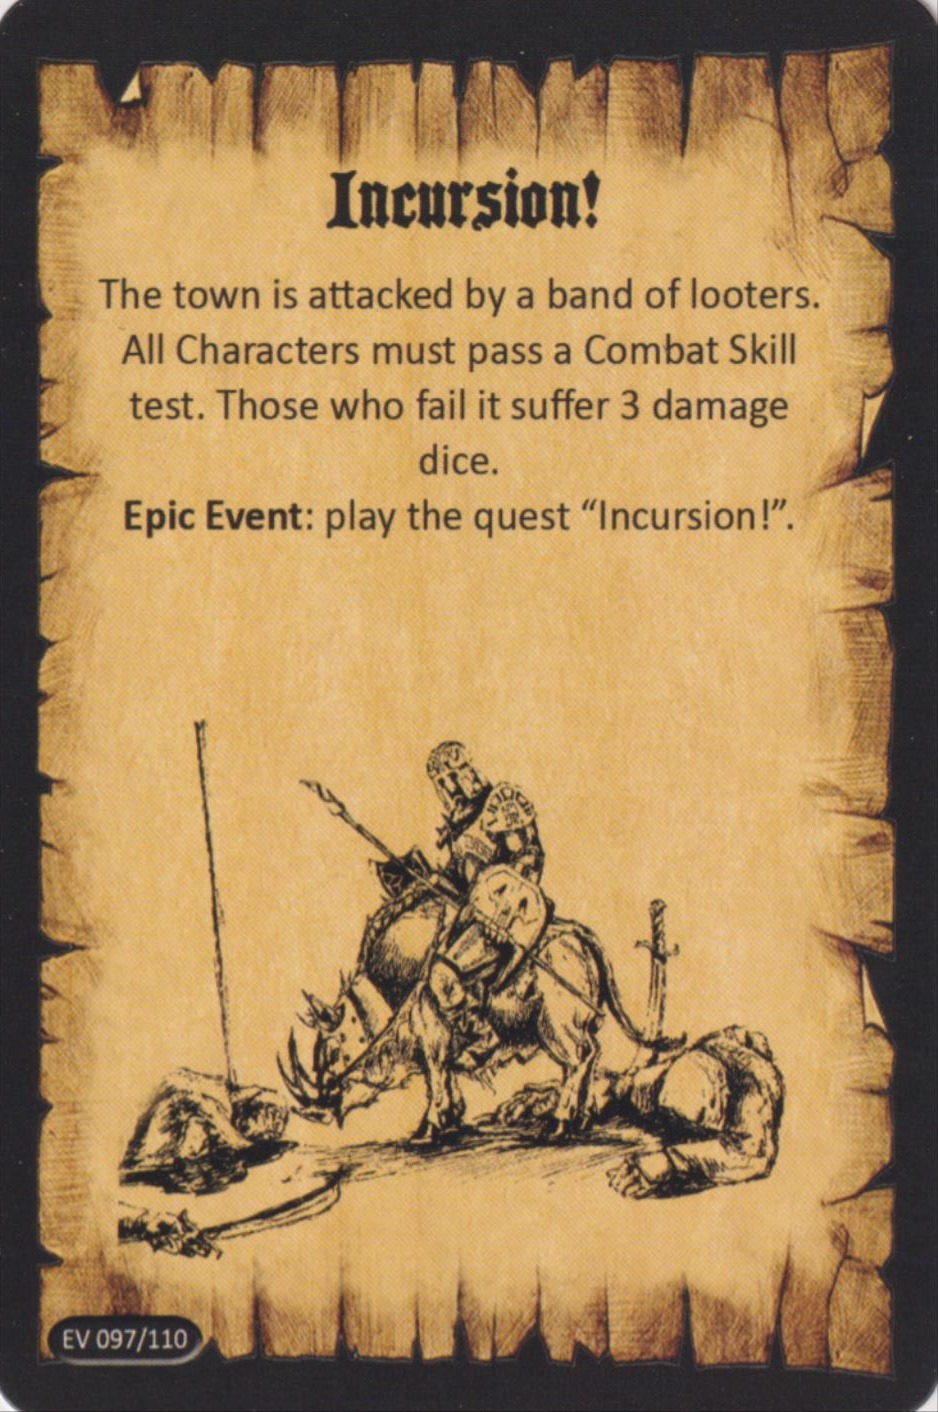 Incursion!
The town is attacked by a band of looters.
All Characters must pass a Combat Skill
test. Those who fail it suffer 3 damage
dice.
Epic Event: play the quest “Incursion!”.
EV 097/110